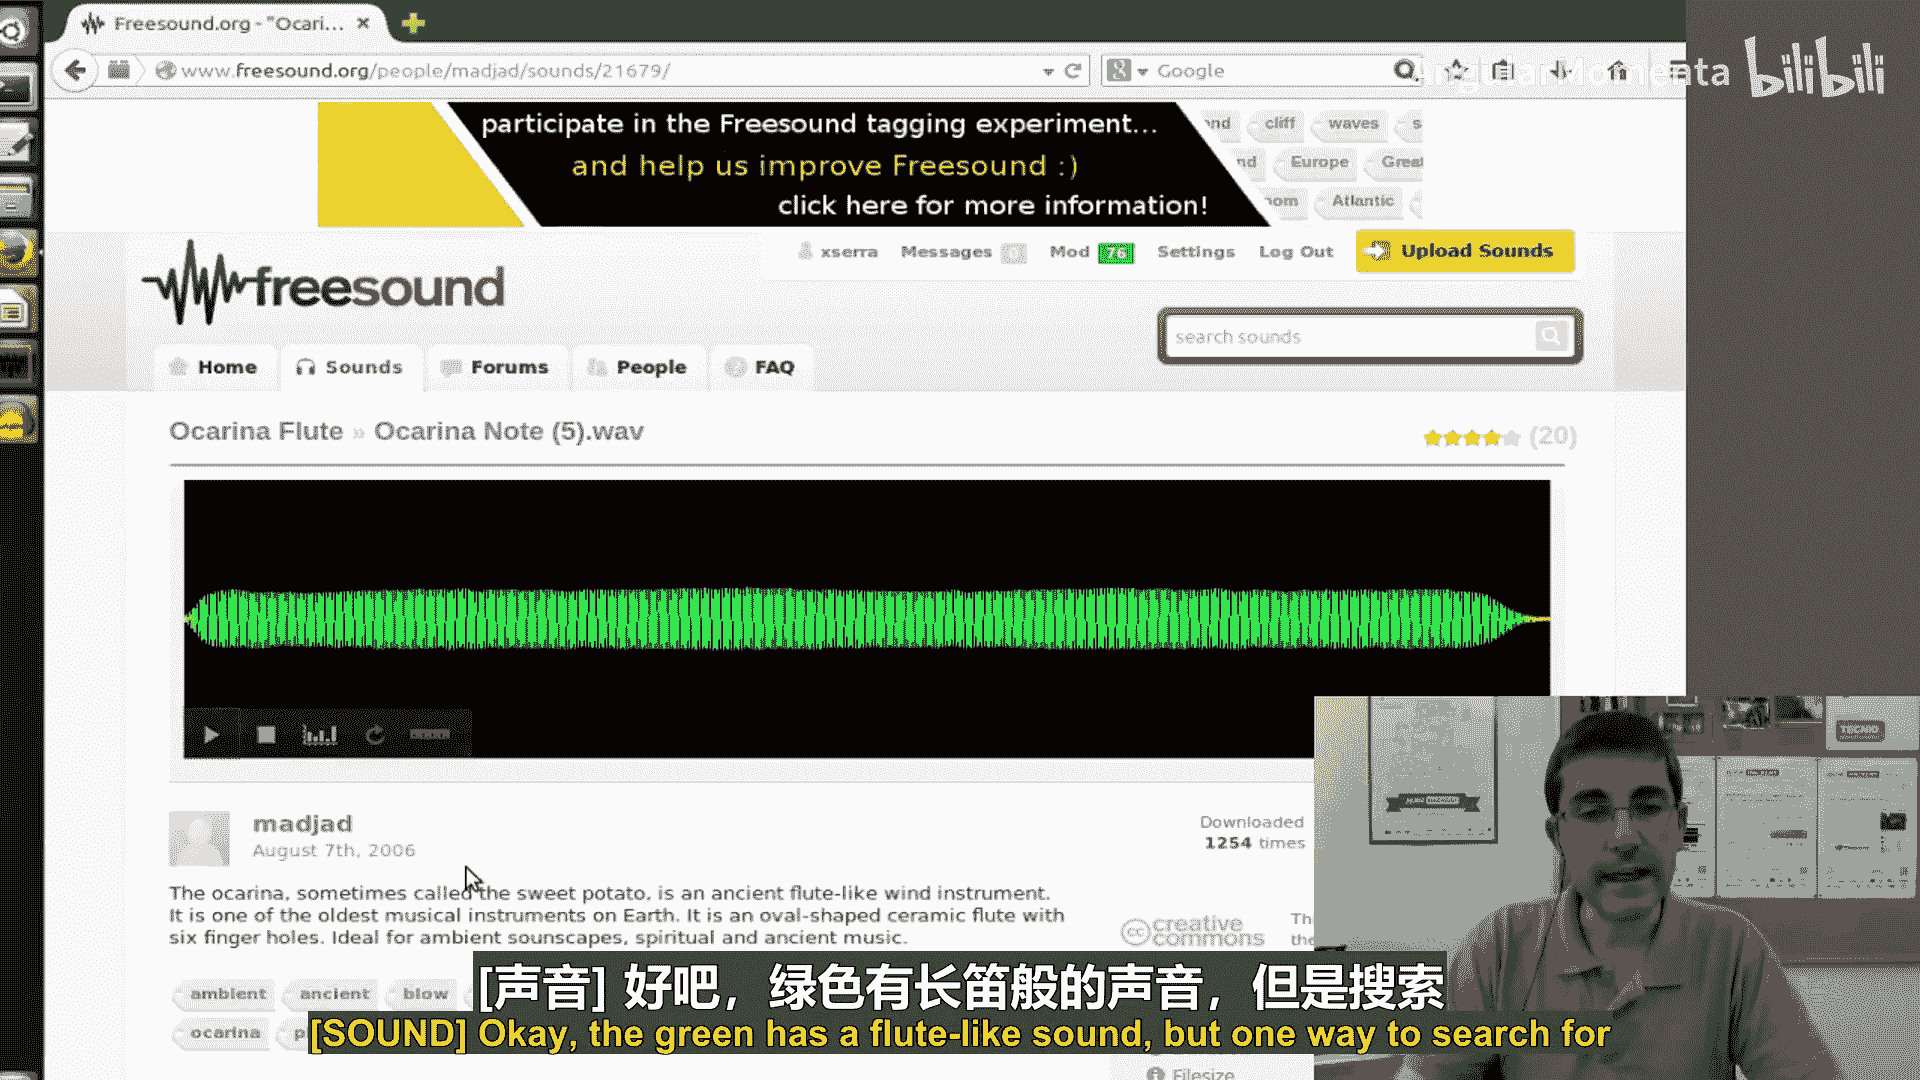 Freesound.org - "Ocari...
www.freesound.org/people/madjad/sounds/21679/
Google
bilibili
participate in the Freesound tagging experiment...
and help us improve Freesound :)
click here for more information!
cliff waves
Europe
Atlantic
xserra Messages Mod 76 Settings Log Out Upload Sounds
freesound
search sounds
Home Sounds Forums People FAQ
Ocarina Flute » Ocarina Note (5).wav
(20)
madjad
August 7th, 2006
Downloaded
1254 times
The ocarina, sometimes called the sweet potato, is an ancient flute-like wind instrument.
It is one of the oldest musical instruments on Earth. It is an oval-shaped ceramic flute with
six finger holes. Ideal for ambient sounscapes, spiritual and ancient music.
cc creative commons
ambient ancient blow
ocarina
TECNIO
[声音] 好吧，绿色有长笛般的声音，但是搜索
[SOUND] Okay, the green has a flute-like sound, but one way to search for
Filesize